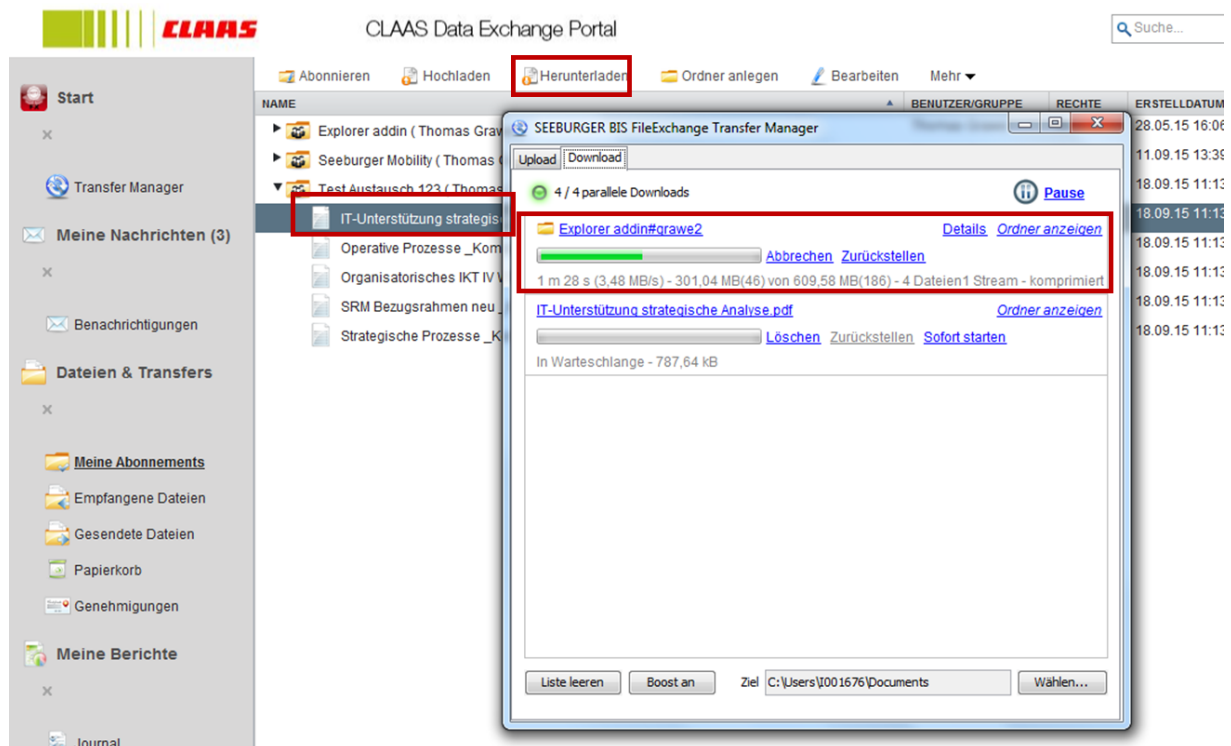 CLAAS
CLAAS Data Exchange Portal
Suche...
Abonnieren Hochladen Herunterladen Ordner anlegen Bearbeiten Mehr
NAME BENUTZER/GRUPPE RECHTE ERSTELLDATUM
Start
Transfer Manager
Meine Nachrichten (3)
Benachrichtigungen
Dateien & Transfers
Meine Abonnements
Empfangene Dateien
Gesendete Dateien
Papierkorb
Genehmigungen
Meine Berichte
Journal
Explorer addin ( Thomas Graw 28.05.15 16:06
Seeburger Mobility ( Thomas 11.09.15 13:39
Test Austausch 123 ( Thomas 18.09.15 11:13
IT-Unterstützung strategis 18.09.15 11:13
Operative Prozesse _Kom 18.09.15 11:13
Organisatorisches IKT IV 18.09.15 11:13
SRM Bezugsrahmen neu 18.09.15 11:13
Strategische Prozesse _K 18.09.15 11:13
SEEBURGER BIS FileExchange Transfer Manager
Upload Download
4 / 4 parallele Downloads Pause
Explorer addin#grawe2 Details Ordner anzeigen
Abbrechen Zurückstellen
1 m 28 s (3,48 MB/s) - 301,04 MB(46) von 609,58 MB(186) - 4 Dateien1 Stream - komprimiert
IT-Unterstützung strategische Analyse.pdf Ordner anzeigen
Löschen Zurückstellen Sofort starten
In Warteschlange - 787,64 kB
Liste leeren Boost an Ziel C:\Users\I001676\Documents Wählen...